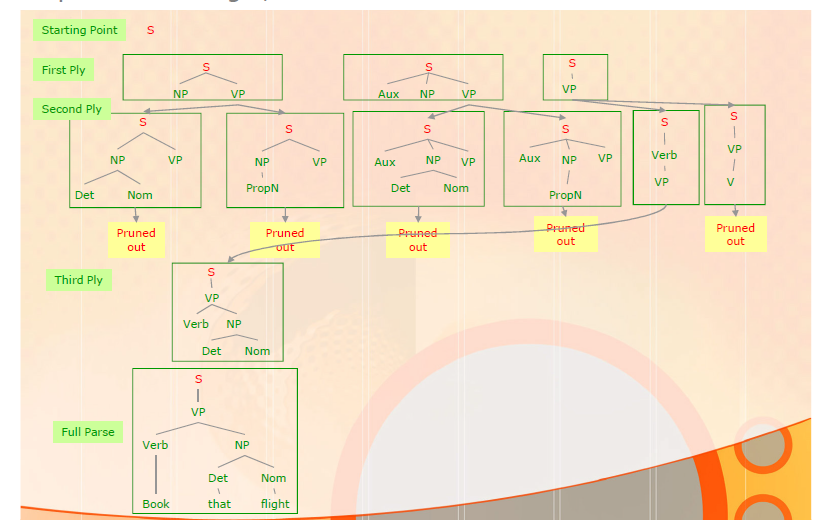 Starting Point S
First Ply
S
NP VP
S
Aux NP VP
S
VP
Second Ply
S
NP VP
Det Nom
S
NP VP
PropN
S
Aux NP VP
Det Nom
S
Aux NP VP
PropN
S
Verb
VP
S
VP
V
Pruned
out
Pruned
out
Pruned
out
Pruned
out
Pruned
out
Third Ply
S
VP
Verb NP
Det Nom
Full Parse
S
VP
Verb NP
Det Nom
Book that flight